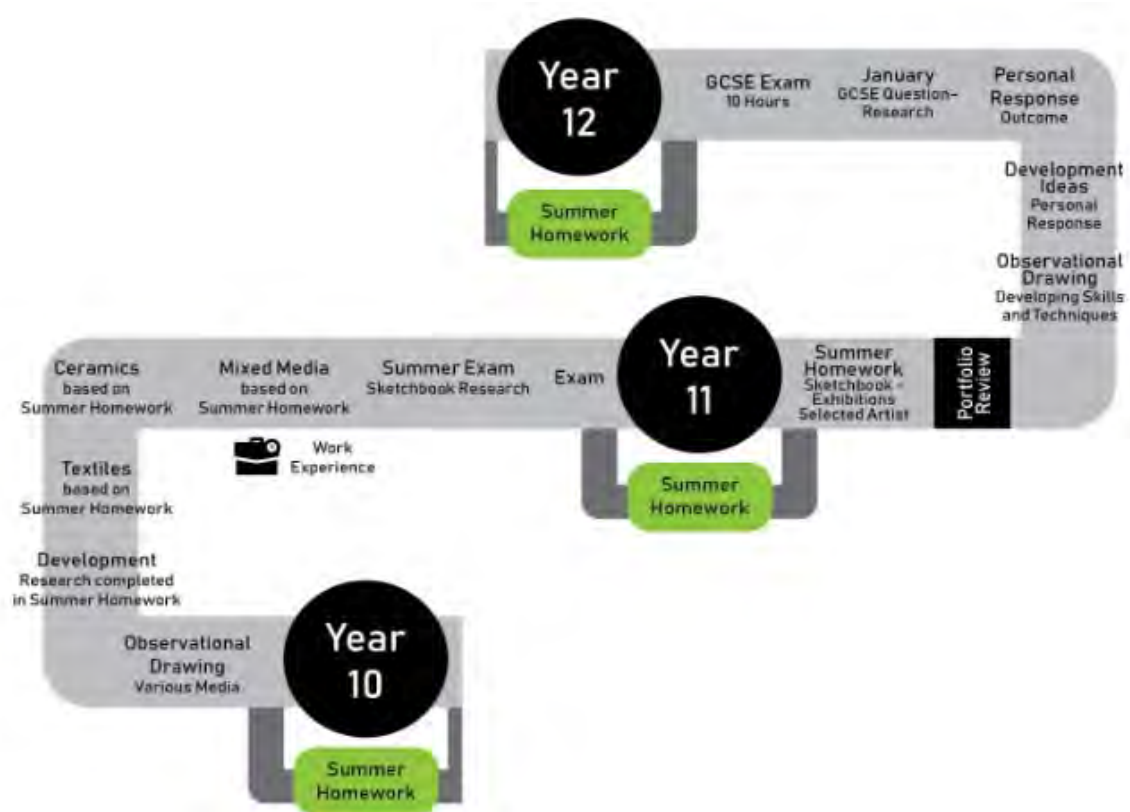 Year
12
GCSE Exam
10 Hours
January
GCSE Question-
Research
Personal
Response
Outcome
Summer
Homework
Development
Ideas
Personal
Response
Observational
Drawing
Developing Skills
and Techniques
Ceramics
based on
Summer Homework
Mixed Media
based on
Summer Homework
Summer Exam
Sketchbook Research
Exam
Year
11
Summer
Homework
Sketchbook -
Exhibitions
Selected Artist
Portfolio
Review
Work
Experience
Textiles
based on
Summer Homework
Summer
Homework
Development
Research completed
in Summer Homework
Observational
Drawing
Various Media
Year
10
Summer
Homework